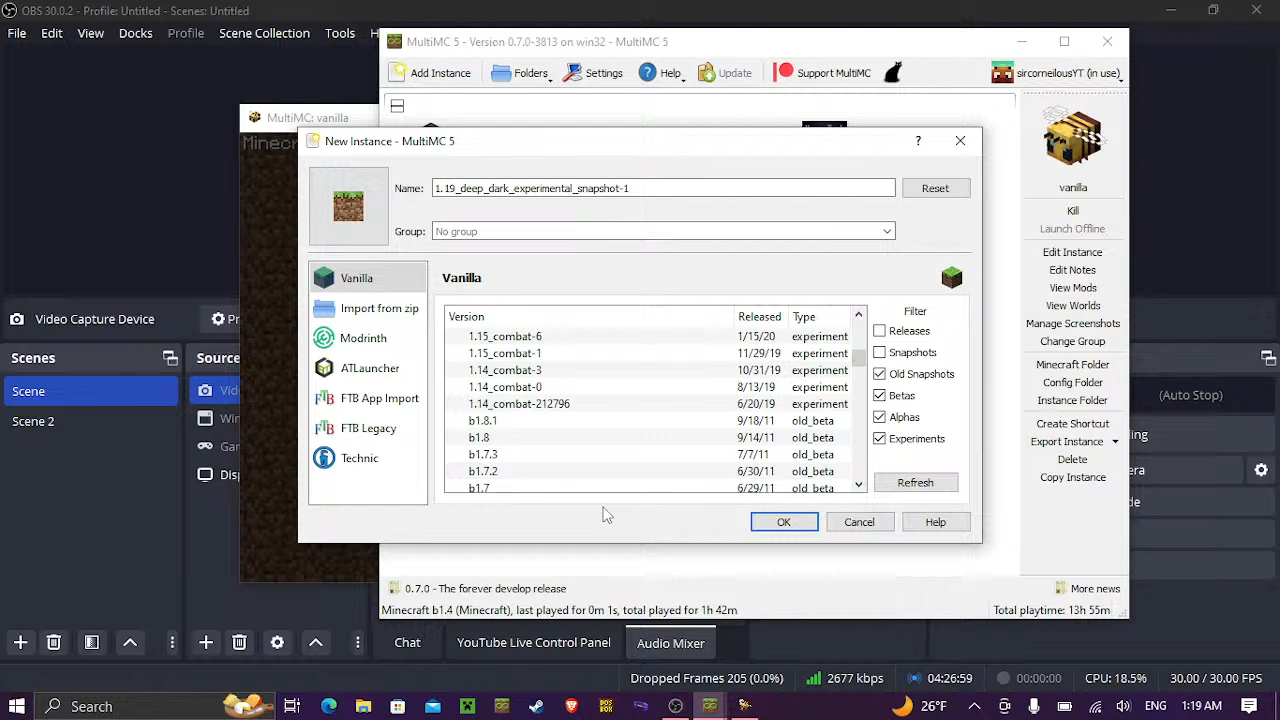 OBS 30.0.2 - Profile: Untitled - Scenes: Untitled
File Edit View Docks Profile Scene Collection Tools
MultiMC 5 - Version 0.7.0-3813 on win32 - MultiMC 5
Add Instance Folders Settings Help Update Support MultiMC sircorneilousYT (in use)
MultiMC: vanilla
New Instance - MultiMC 5
Name: 1.19_deep_dark_experimental_snapshot-1 Reset
Group: No group
Vanilla
Import from zip
Modrinth
ATLauncher
FTB App Import
FTB Legacy
Technic
Vanilla
Version Released Type
1.15_combat-6 1/15/20 experiment
1.15_combat-1 11/29/19 experiment
1.14_combat-3 10/31/19 experiment
1.14_combat-0 8/13/19 experiment
1.14_combat-212796 6/20/19 experiment
b1.8.1 9/18/11 old_beta
b1.8 9/14/11 old_beta
b1.7.3 7/7/11 old_beta
b1.7.2 6/30/11 old_beta
b1.7 6/29/11 old_beta
Filter
Releases
Snapshots
Old Snapshots
Betas
Alphas
Experiments
Refresh
OK Cancel Help
vanilla
Kill
Launch Offline
Edit Instance
Edit Notes
View Mods
View Worlds
Manage Screenshots
Change Group
Minecraft Folder
Config Folder
Instance Folder
Create Shortcut
Export Instance
Delete
Copy Instance
0.7.0 - The forever develop release More news
Minecraft b1.4 (Minecraft), last played for 0m 1s, total played for 1h 42m Total playtime: 13h 55m
Video Capture Device
Scenes
Scene
Scene 2
(Auto Stop)
Chat YouTube Live Control Panel Audio Mixer
Dropped Frames 205 (0.0%) 2677 kbps 04:26:59 00:00:00 CPU: 18.5% 30.00 / 30.00 FPS
Search 26°F 1:19 AM